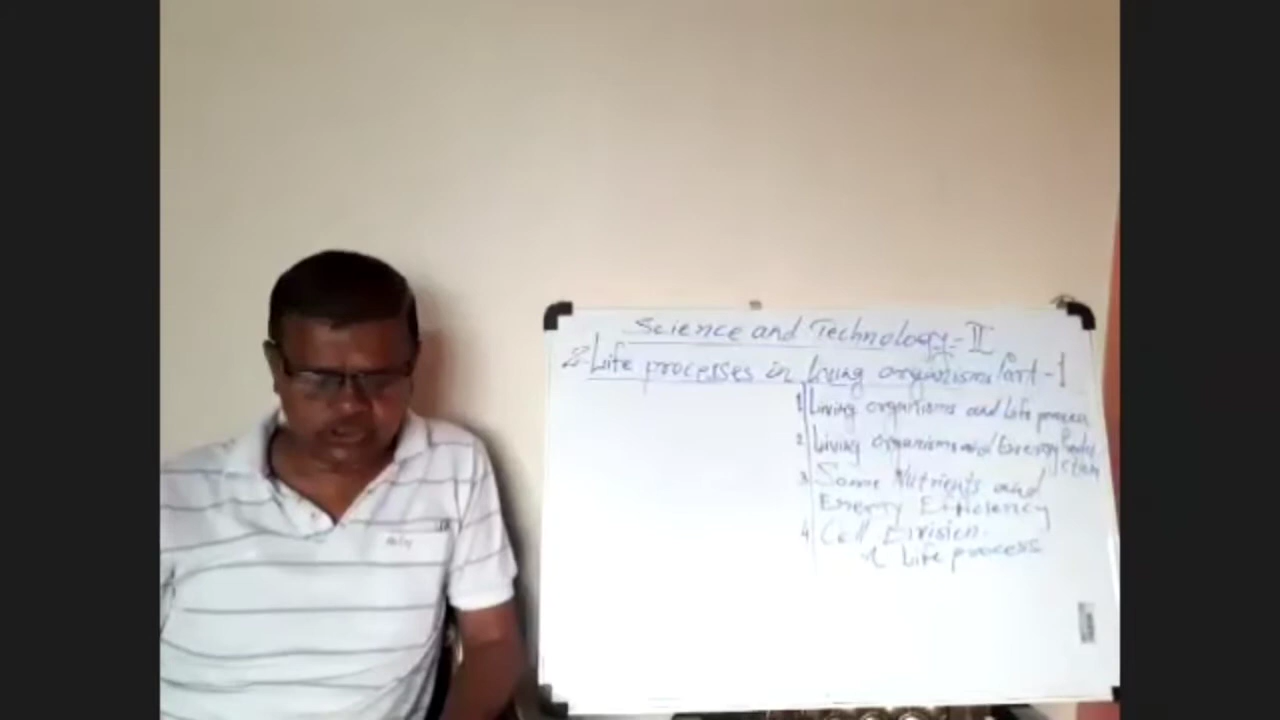 Science and Technology-II
2-Life processes in living organisms Part-1
1 Living organisms and life process
2 Living organisms and Energy
3 Some Nutrients and
Energy Efficiency
4 Cell Division
Life process